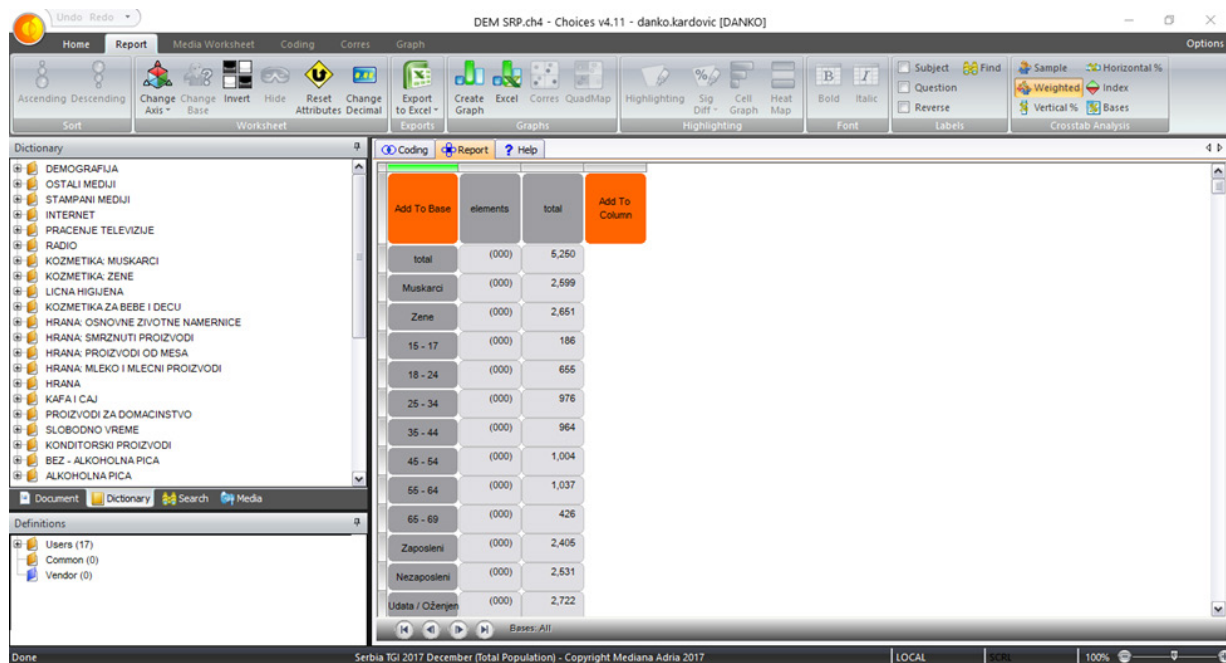 Undo Redo
DEM SRP.ch4 - Choices v4.11 - danko.kardovic [DANKO]
Home Report Media Worksheet Coding Corres Graph Options
Ascending Descending
Sort
Change Axis Change Base Invert Hide Reset Attributes Change Decimal
Worksheet
Export to Excel
Exports
Create Graph Excel Corres QuadMap
Graphs
Highlighting Sig Diff Cell Graph Heat Map
Highlighting
B I
Bold Italic
Font
Subject Find
Question
Reverse
Labels
Sample Horizontal %
Weighted Index
Vertical % Bases
Crosstab Analysis
Dictionary
DEMOGRAFIJA
OSTALI MEDIJI
STAMPANI MEDIJI
INTERNET
PRACENJE TELEVIZIJE
RADIO
KOZMETIKA: MUSKARCI
KOZMETIKA: ZENE
LICNA HIGIJENA
KOZMETIKA ZA BEBE I DECU
HRANA: OSNOVNE ZIVOTNE NAMERNICE
HRANA: SMRZNUTI PROIZVODI
HRANA: PROIZVODI OD MESA
HRANA: MLEKO I MLECNI PROIZVODI
HRANA
KAFA I CAJ
PROIZVODI ZA DOMACINSTVO
SLOBODNO VREME
KONDITORSKI PROIZVODI
BEZ - ALKOHOLNA PICA
ALKOHOLNA PICA
Document Dictionary Search Media
Definitions
Users (17)
Common (0)
Vendor (0)
Coding Report ? Help
Add To Base elements total Add To Column
total (000) 5,250
Muskarci (000) 2,599
Zene (000) 2,651
15 - 17 (000) 186
18 - 24 (000) 655
25 - 34 (000) 976
35 - 44 (000) 964
45 - 54 (000) 1,004
55 - 64 (000) 1,037
65 - 69 (000) 426
Zaposleni (000) 2,405
Nezaposleni (000) 2,531
Udata / Oženjen (000) 2,722
Bases: All
Done Serbia TGI 2017 December (Total Population) - Copyright Mediana Adria 2017 LOCAL SCRL 100%